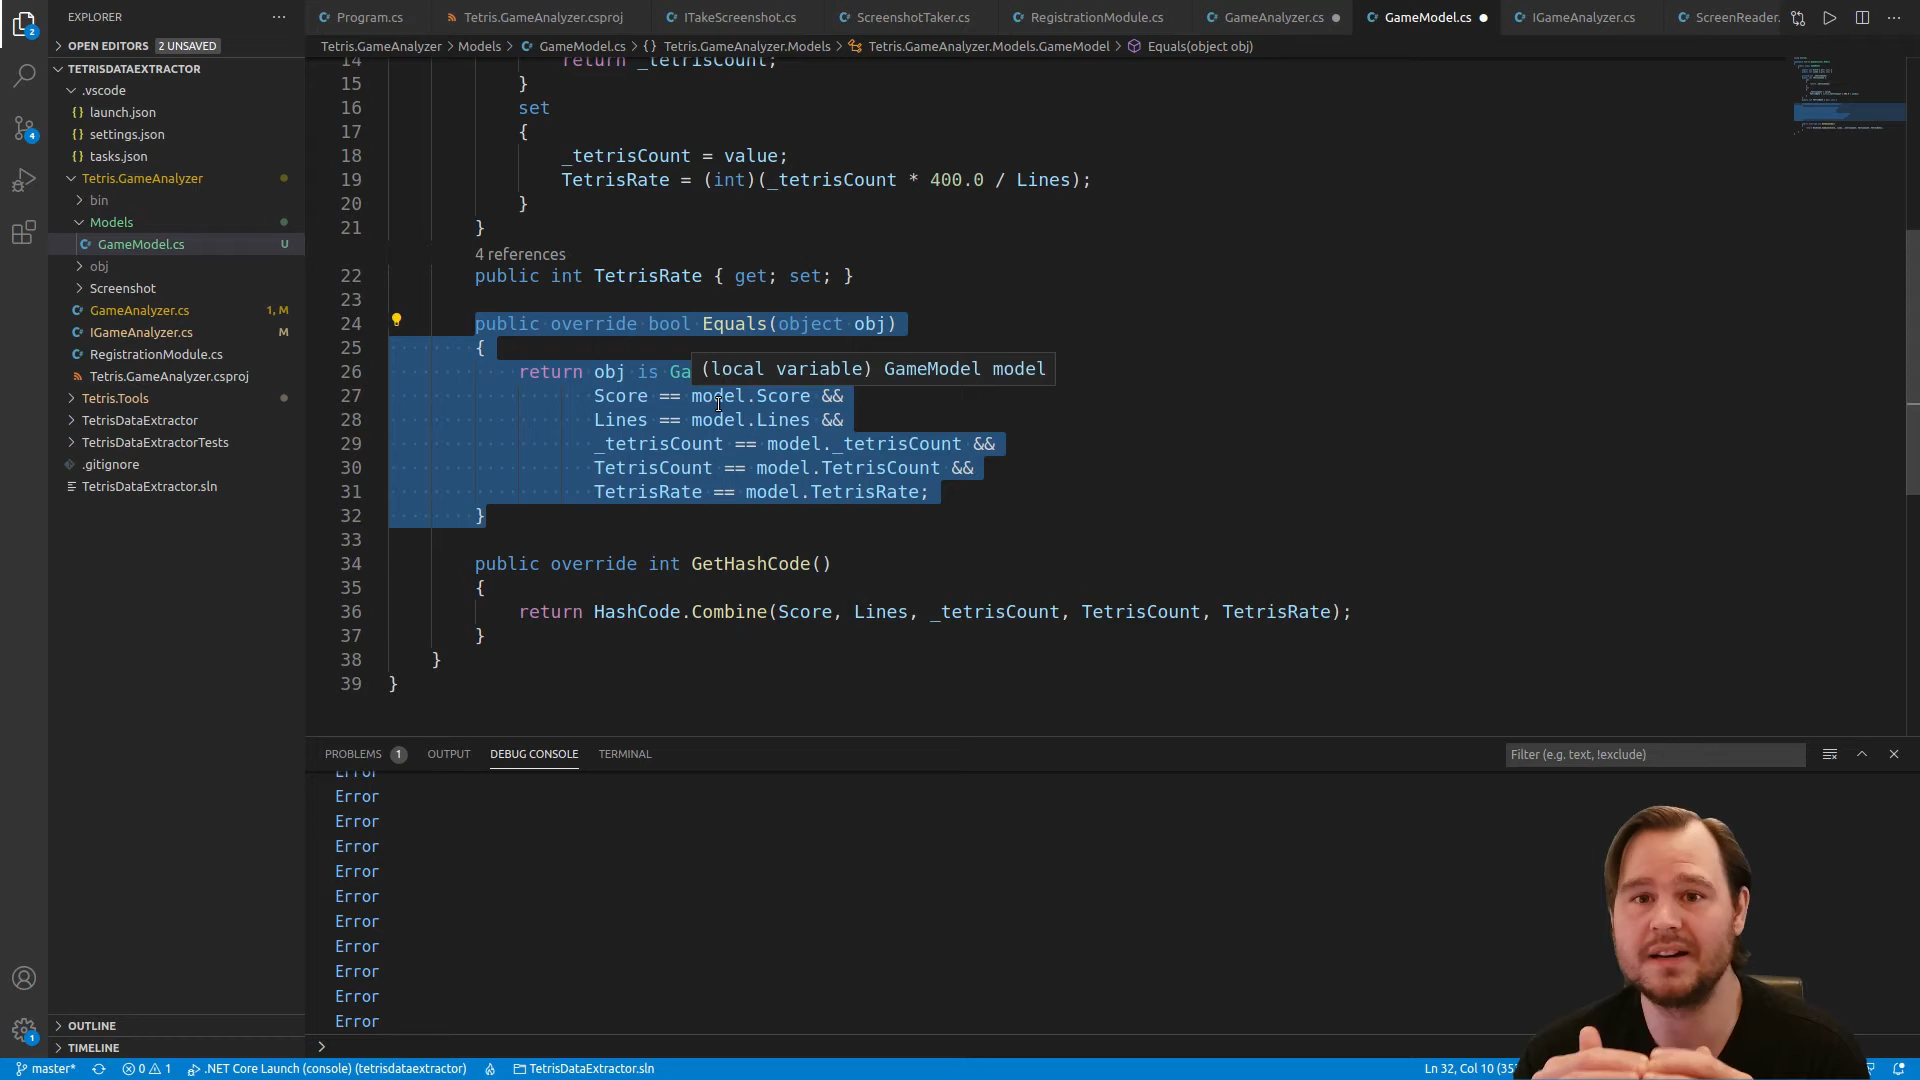 EXPLORER
Program.cs
Tetris.GameAnalyzer.csproj
ITakeScreenshot.cs
ScreenshotTaker.cs
RegistrationModule.cs
GameAnalyzer.cs
GameModel.cs
IGameAnalyzer.cs
ScreenReader.
OPEN EDITORS 2 UNSAVED
Tetris.GameAnalyzer > Models > GameModel.cs > {} Tetris.GameAnalyzer.Models > Tetris.GameAnalyzer.Models.GameModel > Equals(object obj)
TETRISDATAEXTRACTOR
.vscode
launch.json
settings.json
tasks.json
Tetris.GameAnalyzer
bin
Models
GameModel.cs U
obj
Screenshot
GameAnalyzer.cs 1, M
IGameAnalyzer.cs M
RegistrationModule.cs
Tetris.GameAnalyzer.csproj
Tetris.Tools
TetrisDataExtractor
TetrisDataExtractorTests
.gitignore
TetrisDataExtractor.sln
OUTLINE
TIMELINE
14 return _tetrisCount;
15 }
16 set
17 {
18 _tetrisCount = value;
19 TetrisRate = (int)(_tetrisCount * 400.0 / Lines);
20 }
21 }
4 references
22 public int TetrisRate { get; set; }
23
24 public override bool Equals(object obj)
25 {
26 return obj is Ga
(local variable) GameModel model
27 Score == model.Score &&
28 Lines == model.Lines &&
29 _tetrisCount == model._tetrisCount &&
30 TetrisCount == model.TetrisCount &&
31 TetrisRate == model.TetrisRate;
32 }
33
34 public override int GetHashCode()
35 {
36 return HashCode.Combine(Score, Lines, _tetrisCount, TetrisCount, TetrisRate);
37 }
38 }
39 }
PROBLEMS 1 OUTPUT DEBUG CONSOLE TERMINAL
Filter (e.g. text, !exclude)
Error
Error
Error
Error
Error
Error
Error
Error
Error
Error
Error
master* 0 1 .NET Core Launch (console) (tetrisdataextractor) TetrisDataExtractor.sln
Ln 32, Col 10